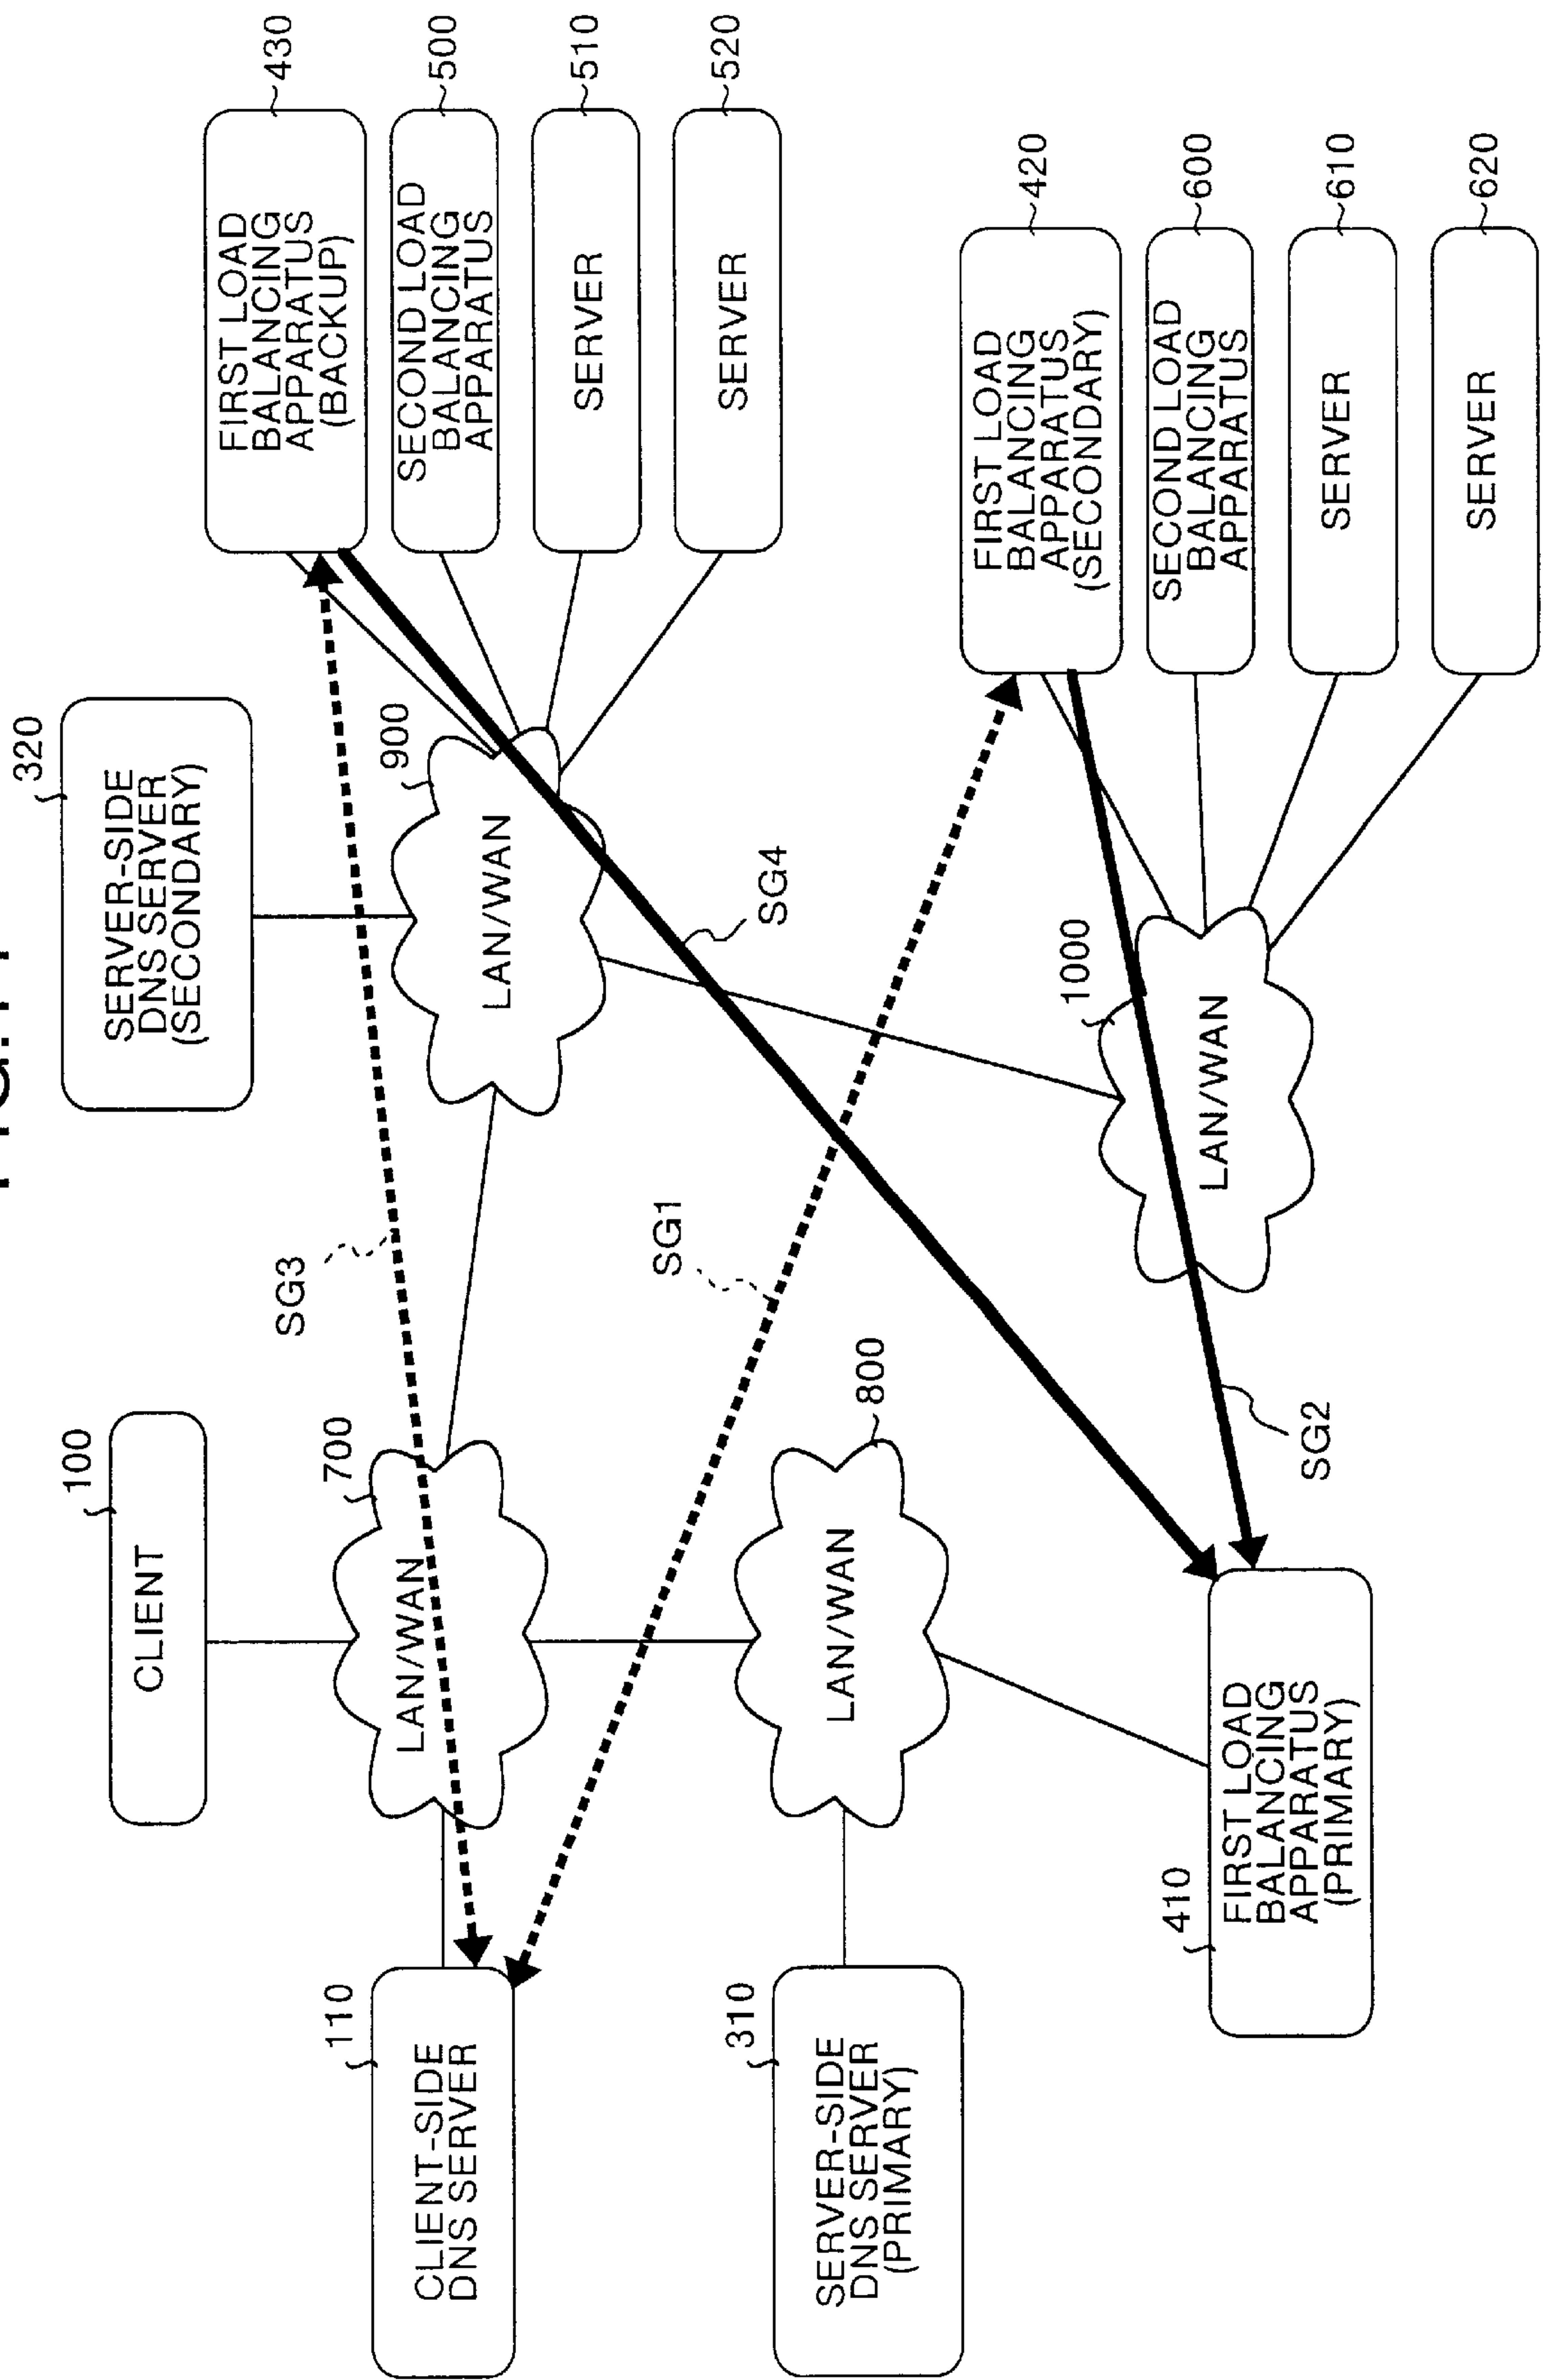 320
SERVER-SIDE
DNS SERVER
(SECONDARY)
100
CLIENT
430
FIRST LOAD
BALANCING
APPARATUS
(BACKUP)
500
SECOND LOAD
BALANCING
APPARATUS
510
SERVER
520
SERVER
900
LAN/WAN
SG3
700
LAN/WAN
110
CLIENT-SIDE
DNS SERVER
SG4
SG1
800
LAN/WAN
310
SERVER-SIDE
DNS SERVER
(PRIMARY)
420
FIRST LOAD
BALANCING
APPARATUS
(SECONDARY)
600
SECOND LOAD
BALANCING
APPARATUS
610
SERVER
620
SERVER
1000
LAN/WAN
SG2
410
FIRST LOAD
BALANCING
APPARATUS
(PRIMARY)